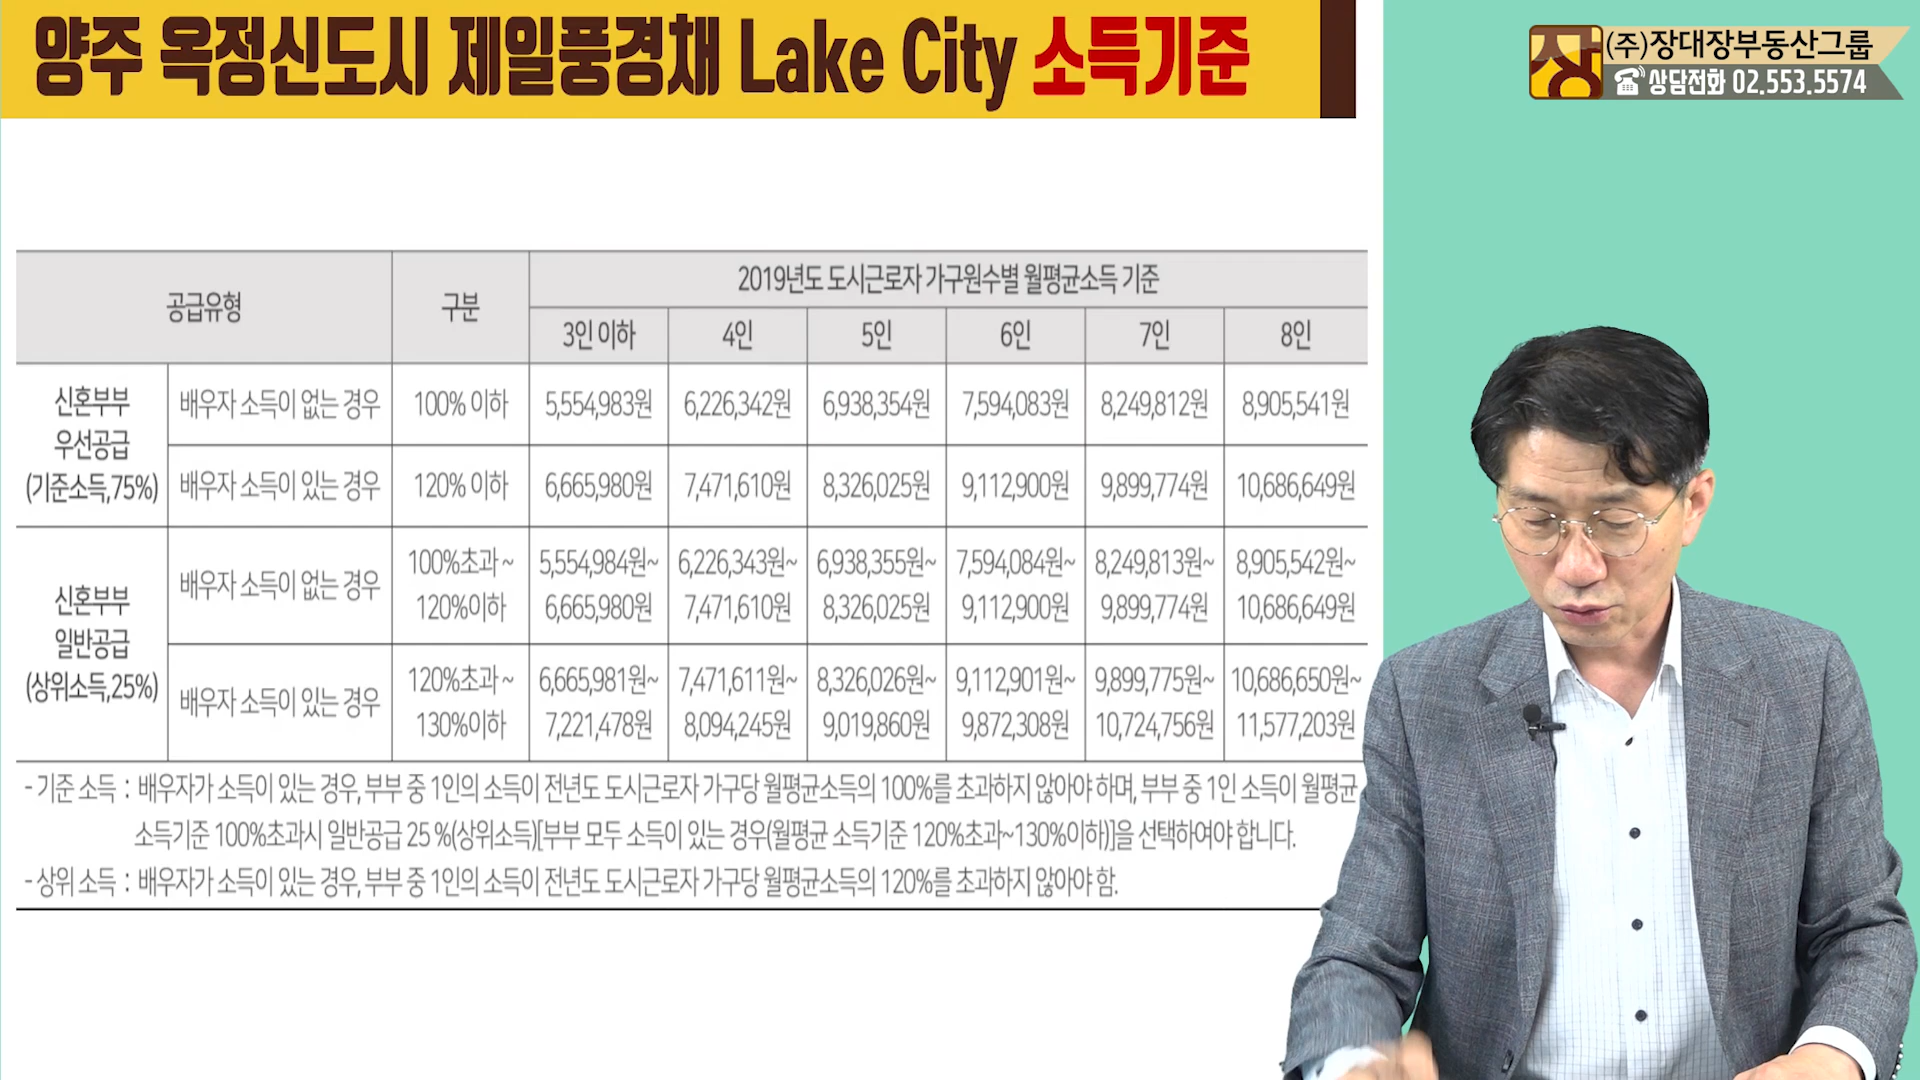 양주 옥정신도시 제일풍경채 Lake City 소득기준
장
(주)장대장부동산그룹
상담전화 02.553.5574
공급유형 구분 2019년도 도시근로자 가구원수별 월평균소득 기준
3인 이하 4인 5인 6인 7인 8인
신혼부부
우선공급
(기준소득,75%)
배우자 소득이 없는 경우 100% 이하 5,554,983원 6,226,342원 6,938,354원 7,594,083원 8,249,812원 8,905,541원
배우자 소득이 있는 경우 120% 이하 6,665,980원 7,471,610원 8,326,025원 9,112,900원 9,899,774원 10,686,649원
신혼부부
일반공급
(상위소득,25%)
배우자 소득이 없는 경우
100%초과 ~ 5,554,984원~ 6,226,343원~ 6,938,355원~ 7,594,084원~ 8,249,813원~ 8,905,542원~
120%이하 6,665,980원 7,471,610원 8,326,025원 9,112,900원 9,899,774원 10,686,649원
배우자 소득이 있는 경우
120%초과 ~ 6,665,981원~ 7,471,611원~ 8,326,026원~ 9,112,901원~ 9,899,775원~ 10,686,650원~
130%이하 7,221,478원 8,094,245원 9,019,860원 9,872,308원 10,724,756원 11,577,203원
- 기준 소득 : 배우자가 소득이 있는 경우, 부부 중 1인의 소득이 전년도 도시근로자 가구당 월평균소득의 100%를 초과하지 않아야 하며, 부부 중 1인 소득이 월평균
소득기준 100%초과시 일반공급 25 %(상위소득)[부부 모두 소득이 있는 경우(월평균 소득기준 120%초과~130%이하)]을 선택하여야 합니다.
- 상위 소득 : 배우자가 소득이 있는 경우, 부부 중 1인의 소득이 전년도 도시근로자 가구당 월평균소득의 120%를 초과하지 않아야 함.